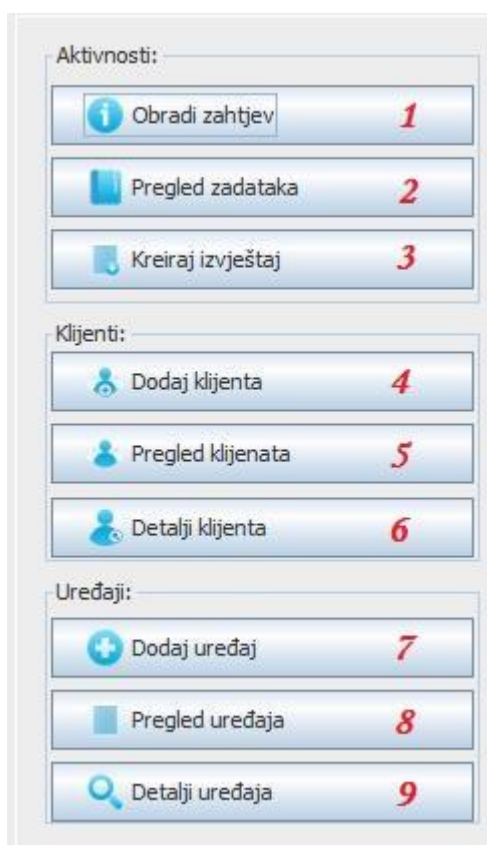 Aktivnosti:
Obradi zahtjev 1
Pregled zadataka 2
Kreiraj izvještaj 3
Klijenti:
Dodaj klijenta 4
Pregled klijenata 5
Detalji klijenta 6
Uređaji:
Dodaj uređaj 7
Pregled uređaja 8
Detalji uređaja 9